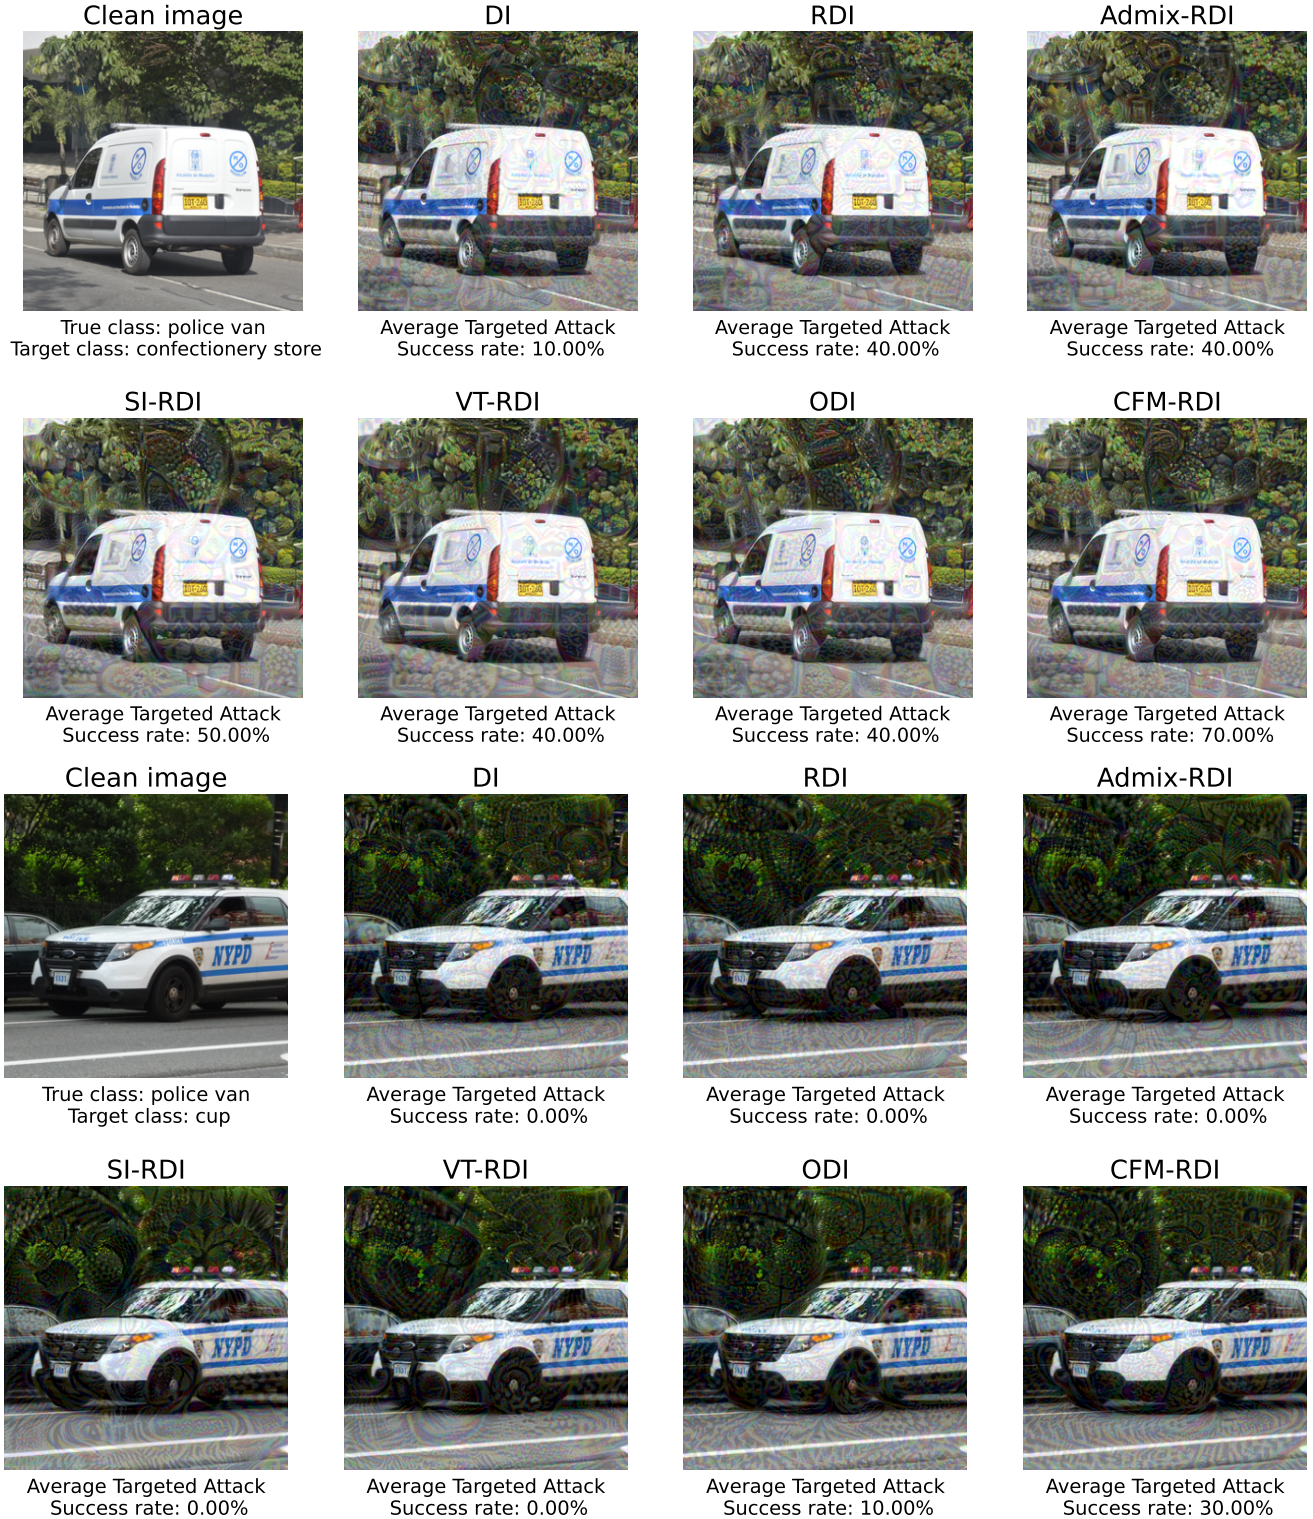 Clean image
DI
RDI
Admix-RDI
True class: police van
Target class: confectionery store
Average Targeted Attack
Success rate: 10.00%
Average Targeted Attack
Success rate: 40.00%
Average Targeted Attack
Success rate: 40.00%
SI-RDI
VT-RDI
ODI
CFM-RDI
Average Targeted Attack
Success rate: 50.00%
Average Targeted Attack
Success rate: 40.00%
Average Targeted Attack
Success rate: 40.00%
Average Targeted Attack
Success rate: 70.00%
Clean image
DI
RDI
Admix-RDI
NYPD
NYPD
NYPD
NYPD
True class: police van
Target class: cup
Average Targeted Attack
Success rate: 0.00%
Average Targeted Attack
Success rate: 0.00%
Average Targeted Attack
Success rate: 0.00%
SI-RDI
VT-RDI
ODI
CFM-RDI
NYPD
NYPD
NYPD
NYPD
Average Targeted Attack
Success rate: 0.00%
Average Targeted Attack
Success rate: 0.00%
Average Targeted Attack
Success rate: 10.00%
Average Targeted Attack
Success rate: 30.00%